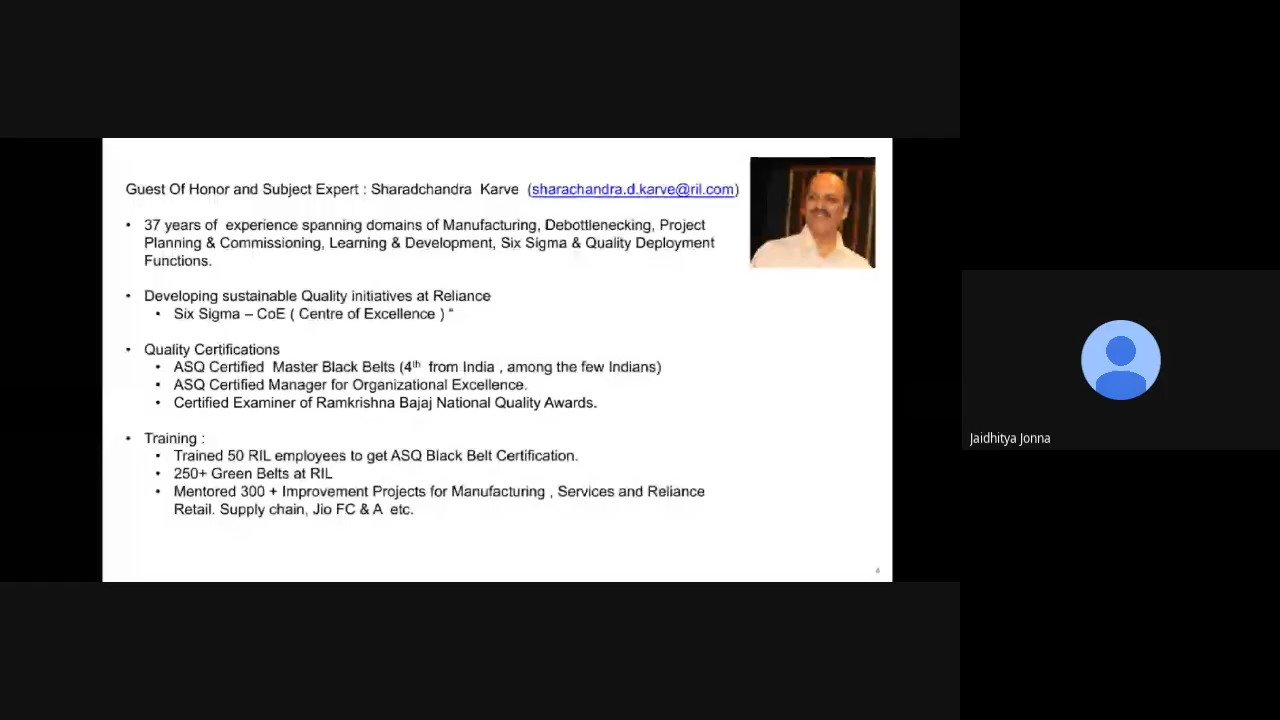 Guest Of Honor and Subject Expert : Sharadchandra Karve (sharachandra.d.karve@ril.com)
• 37 years of experience spanning domains of Manufacturing, Debottlenecking, Project
Planning & Commissioning, Learning & Development, Six Sigma & Quality Deployment
Functions.
• Developing sustainable Quality initiatives at Reliance
• Six Sigma – CoE ( Centre of Excellence ) “
• Quality Certifications
• ASQ Certified Master Black Belts (4th from India , among the few Indians)
• ASQ Certified Manager for Organizational Excellence.
• Certified Examiner of Ramkrishna Bajaj National Quality Awards.
• Training :
• Trained 50 RIL employees to get ASQ Black Belt Certification.
• 250+ Green Belts at RIL
• Mentored 300 + Improvement Projects for Manufacturing , Services and Reliance
Retail. Supply chain, Jio FC & A etc.
Jaidhitya Jonna